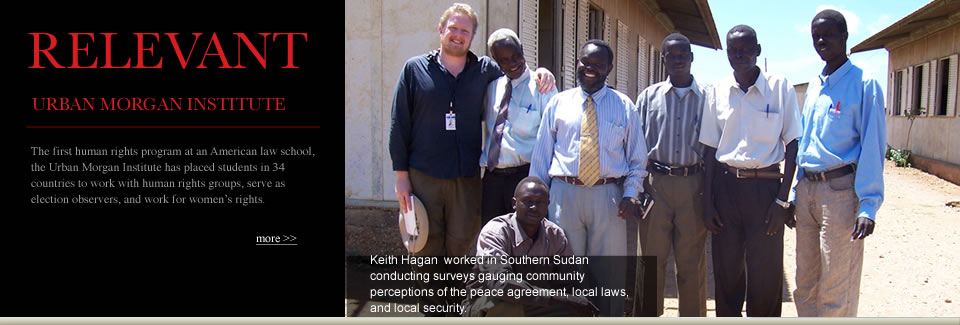 RELEVANT
URBAN MORGAN INSTITUTE
The first human rights program at an American law school,
the Urban Morgan Institute has placed students in 34
countries to work with human rights groups, serve as
election observers, and work for women's rights.
more >>
Keith Hagan worked in Southern Sudan
conducting surveys gauging community
perceptions of the peace agreement, local laws,
and local security.